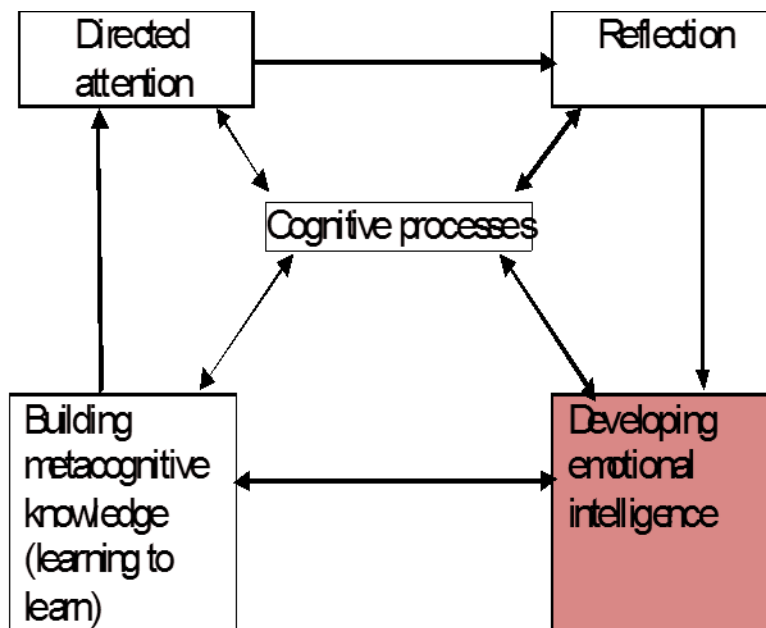 Directed
attention
Reflection
Cognitive processes
Building
metacognitive
knowledge
(learning to
learn)
Developing
emotional
intelligence